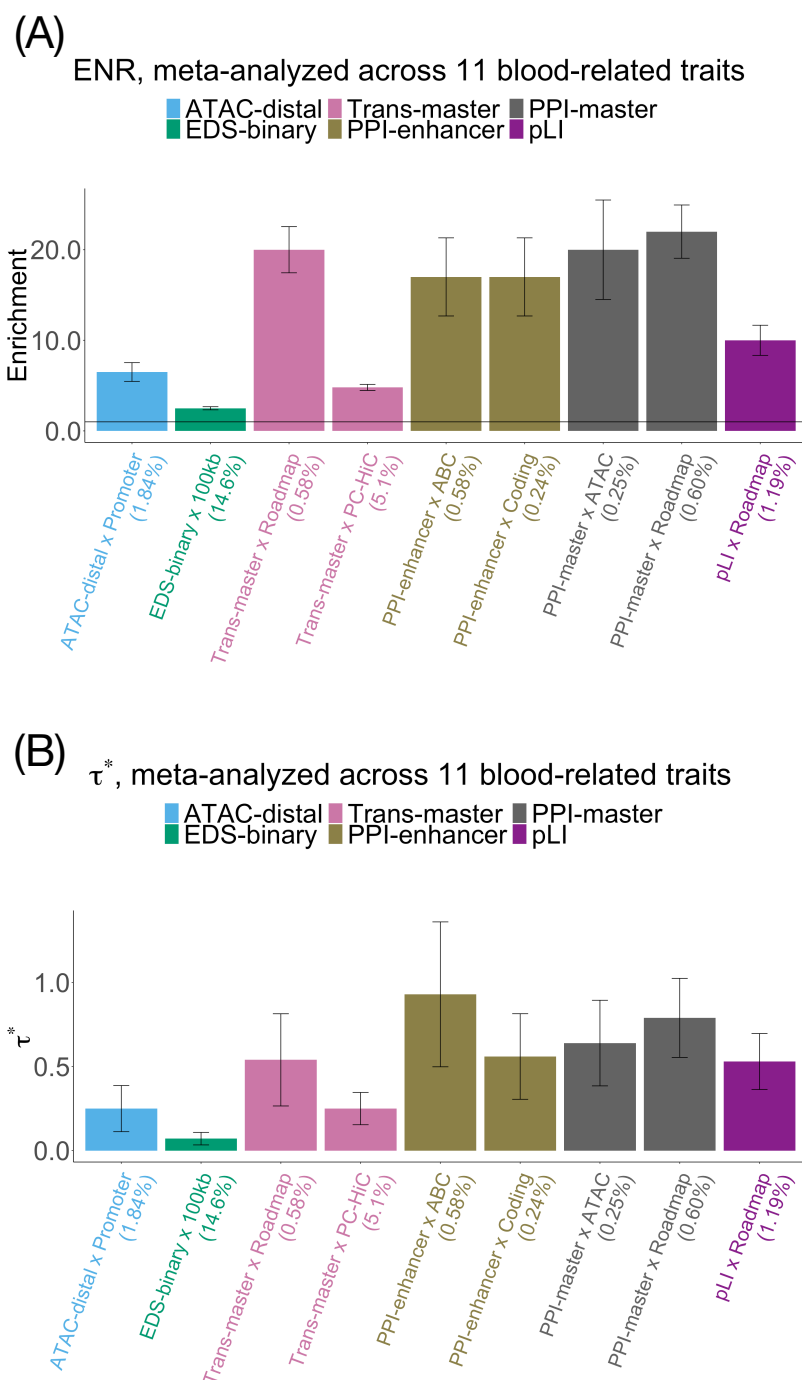 (A)
ENR, meta-analyzed across 11 blood-related traits
ATAC-distal Trans-master PPI-master
EDS-binary PPI-enhancer pLI
Enrichment
20.0
10.0
0.0
ATAC-distal x Promoter
(1.84%)
EDS-binary x 100kb
(14.6%)
Trans-master x Roadmap
(0.58%)
Trans-master x PC-HiC
(5.1%)
PPI-enhancer x ABC
(0.58%)
PPI-enhancer x Coding
(0.24%)
PPI-master x ATAC
(0.25%)
PPI-master x Roadmap
(0.60%)
pLI x Roadmap
(1.19%)
(B)
τ*, meta-analyzed across 11 blood-related traits
ATAC-distal Trans-master PPI-master
EDS-binary PPI-enhancer pLI
τ*
1.0
0.5
0.0
ATAC-distal x Promoter
(1.84%)
EDS-binary x 100kb
(14.6%)
Trans-master x Roadmap
(0.58%)
Trans-master x PC-HiC
(5.1%)
PPI-enhancer x ABC
(0.58%)
PPI-enhancer x Coding
(0.24%)
PPI-master x ATAC
(0.25%)
PPI-master x Roadmap
(0.60%)
pLI x Roadmap
(1.19%)